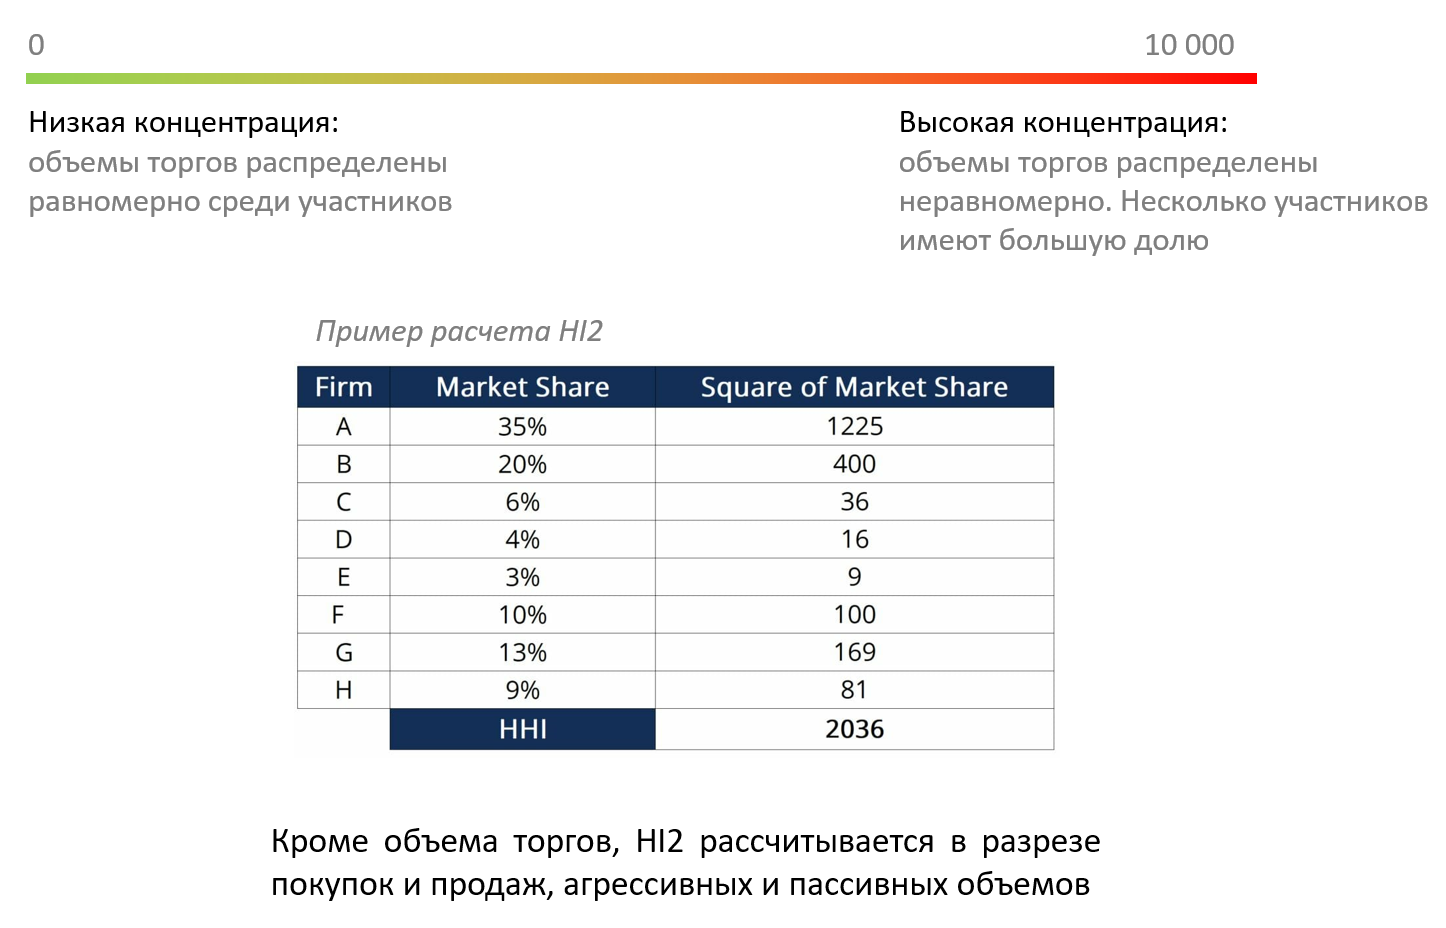 0 10 000
Низкая концентрация:
объемы торгов распределены
равномерно среди участников
Высокая концентрация:
объемы торгов распределены
неравномерно. Несколько участников
имеют большую долю
Пример расчета HI2
Firm Market Share Square of Market Share
A 35% 1225
B 20% 400
C 6% 36
D 4% 16
E 3% 9
F 10% 100
G 13% 169
H 9% 81
HHI 2036
Кроме объема торгов, HI2 рассчитывается в разрезе
покупок и продаж, агрессивных и пассивных объемов